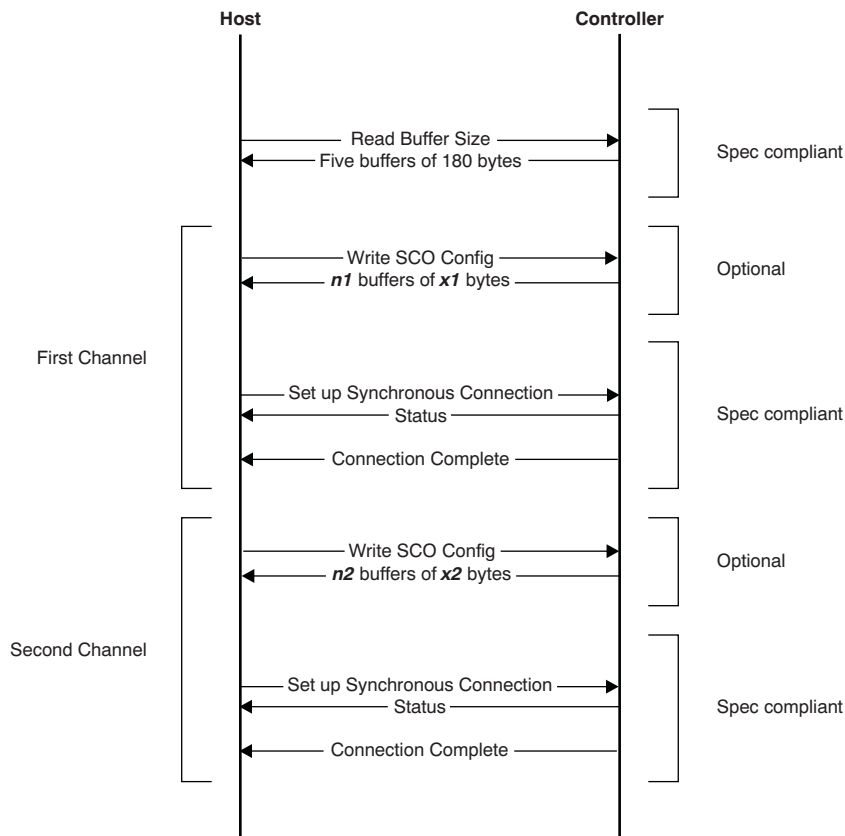 Host
Controller
Read Buffer Size
Five buffers of 180 bytes
Spec compliant
Write SCO Config
n1 buffers of x1 bytes
Optional
First Channel
Set up Synchronous Connection
Status
Connection Complete
Spec compliant
Write SCO Config
n2 buffers of x2 bytes
Optional
Second Channel
Set up Synchronous Connection
Status
Connection Complete
Spec compliant